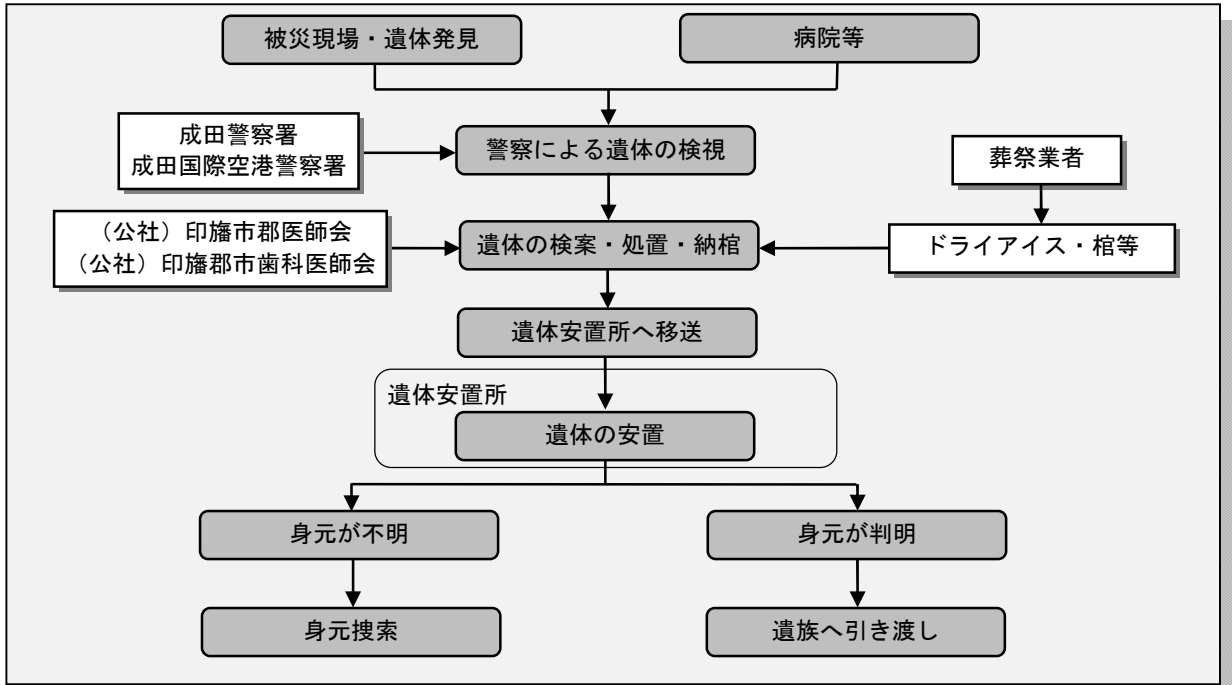 被災現場・遺体発見
病院等
成田警察署
成田国際空港警察署
警察による遺体の検視
葬祭業者
（公社）印旛市郡医師会
（公社）印旛郡市歯科医師会
遺体の検案・処置・納棺
ドライアイス・棺等
遺体安置所へ移送
遺体安置所
遺体の安置
身元が不明
身元が判明
身元捜索
遺族へ引き渡し